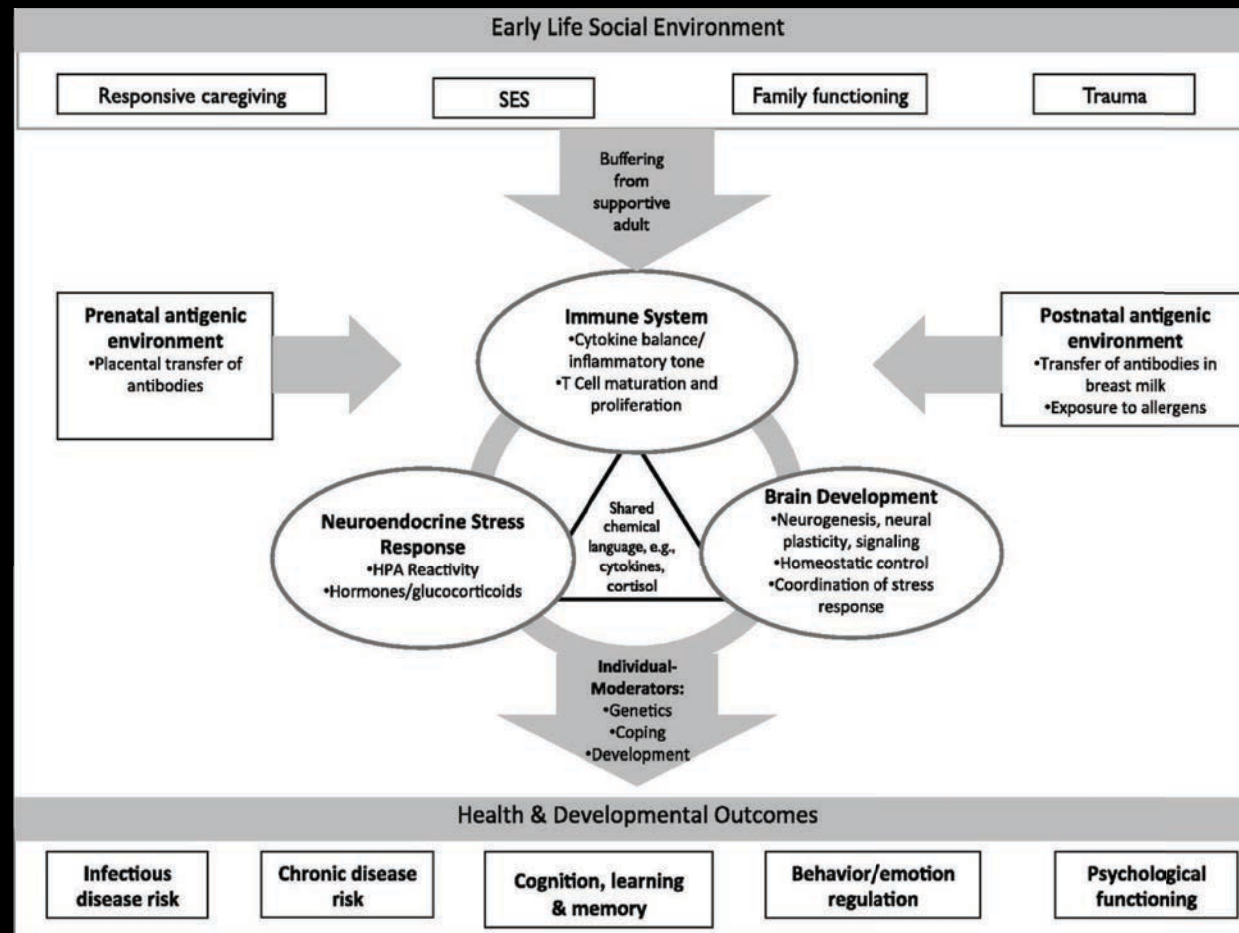 Early Life Social Environment
Responsive caregiving
SES
Family functioning
Trauma
Buffering
from
supportive
adult
Prenatal antigenic
environment
•Placental transfer of
antibodies
Immune System
•Cytokine balance/
inflammatory tone
•T Cell maturation and
proliferation
Postnatal antigenic
environment
•Transfer of antibodies in
breast milk
•Exposure to allergens
Neuroendocrine Stress
Response
•HPA Reactivity
•Hormones/glucocorticoids
Shared
chemical
language, e.g.,
cytokines,
cortisol
Brain Development
•Neurogenesis, neural
plasticity, signaling
•Homeostatic control
•Coordination of stress
response
Individual-
Moderators:
•Genetics
•Coping
•Development
Health & Developmental Outcomes
Infectious
disease risk
Chronic disease
risk
Cognition, learning
& memory
Behavior/emotion
regulation
Psychological
functioning